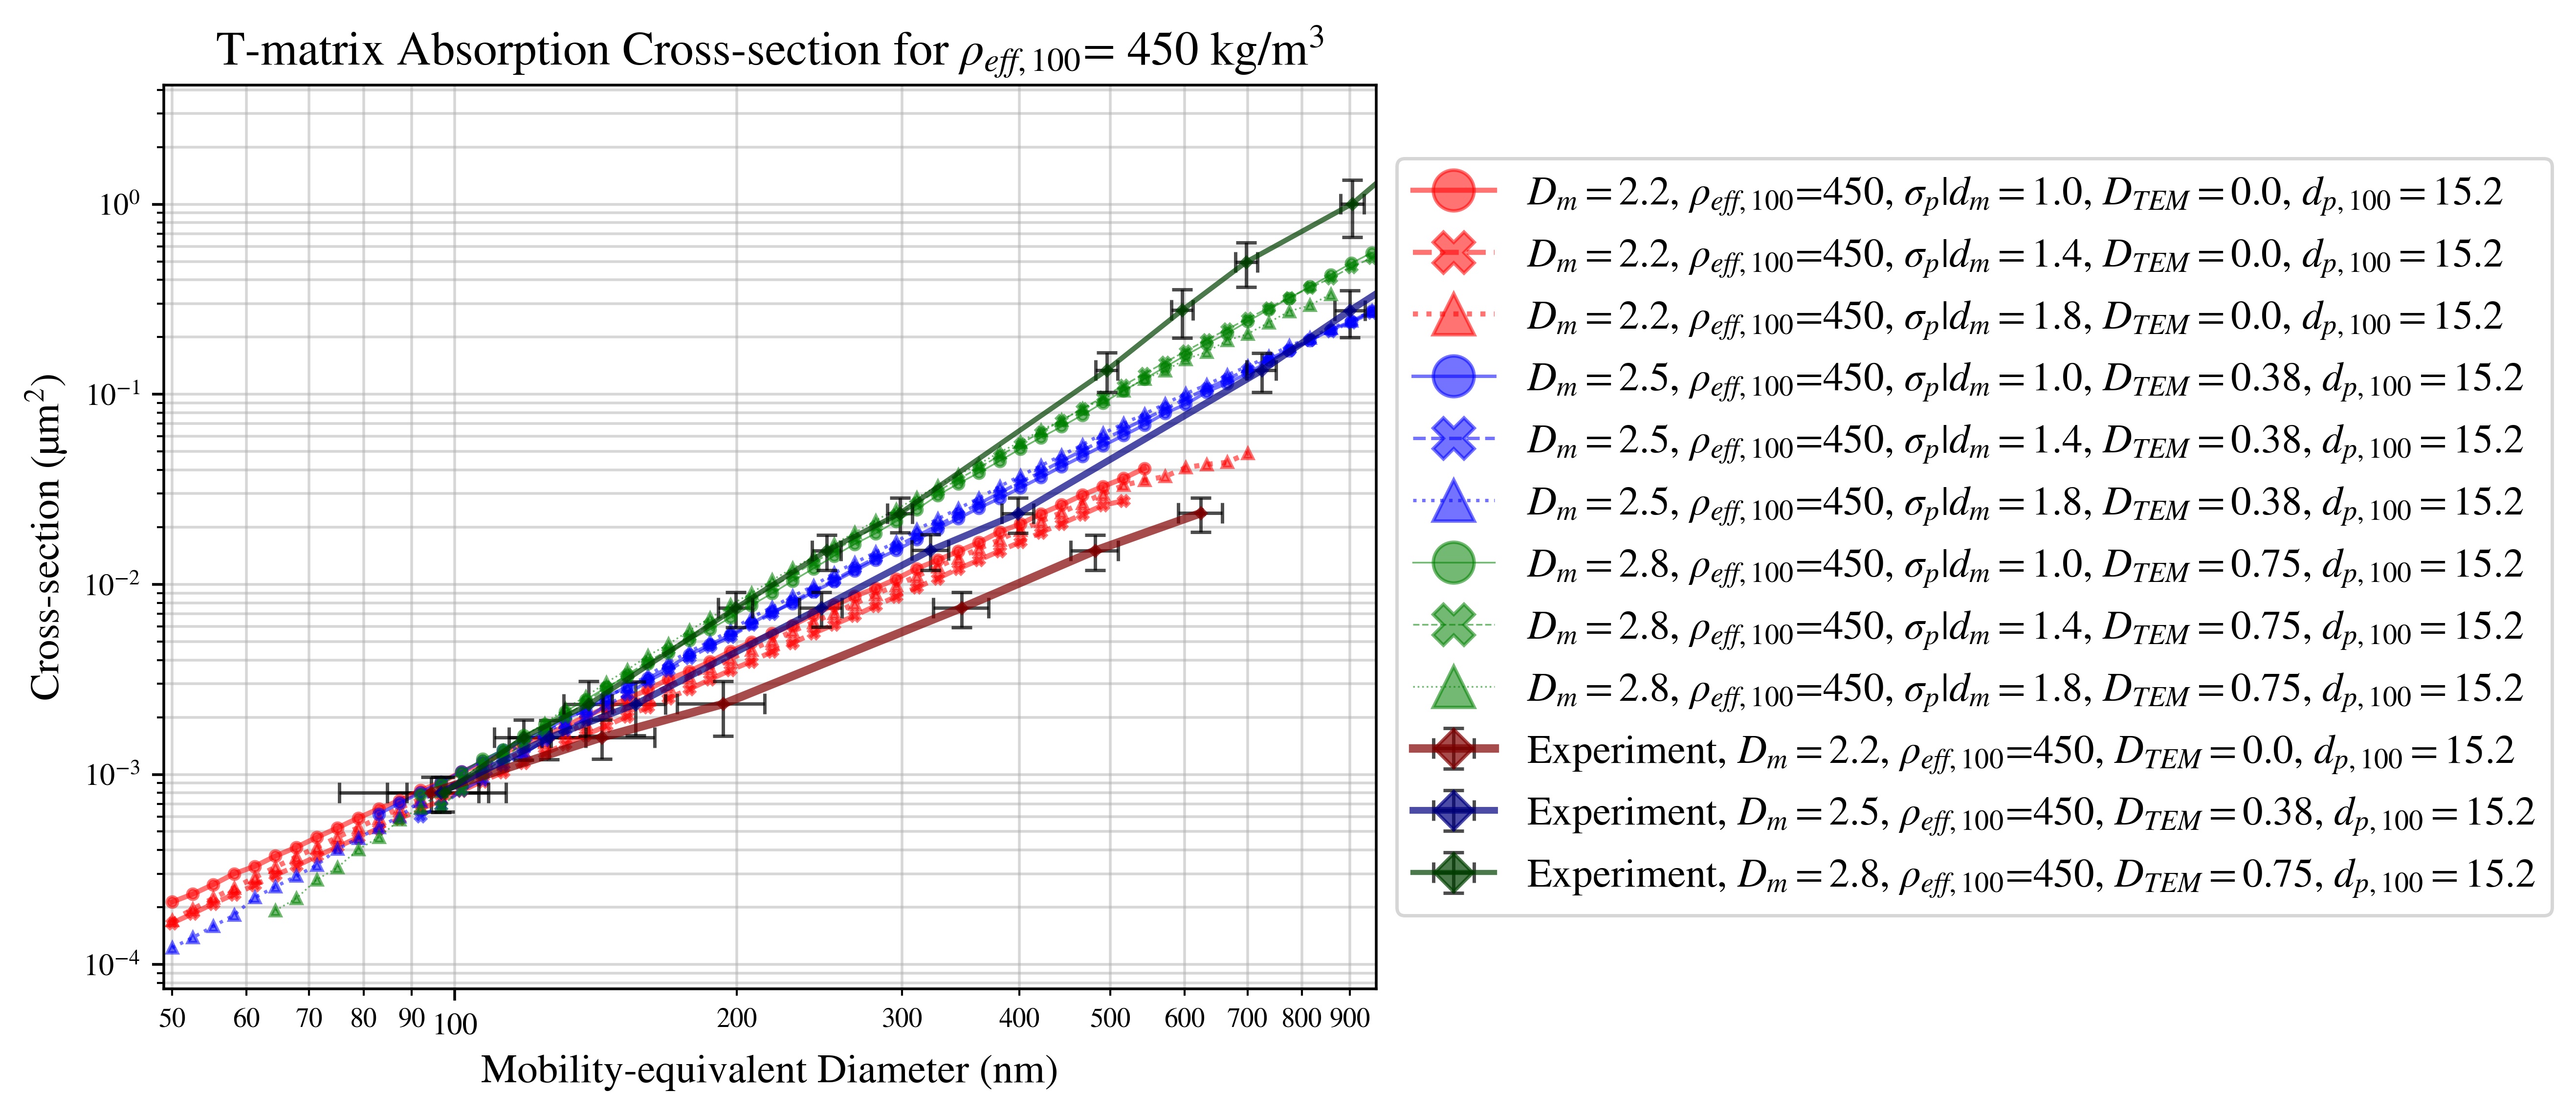 T-matrix Absorption Cross-section for ρeff,100= 450 kg/m³
Cross-section (µm²)
10⁰
10⁻¹
10⁻²
10⁻³
10⁻⁴
50 60 70 80 90 100 200 300 400 500 600 700 800 900
Mobility-equivalent Diameter (nm)
Dm = 2.2, ρeff,100=450, σp|dm = 1.0, DTEM = 0.0, dp,100 = 15.2
Dm = 2.2, ρeff,100=450, σp|dm = 1.4, DTEM = 0.0, dp,100 = 15.2
Dm = 2.2, ρeff,100=450, σp|dm = 1.8, DTEM = 0.0, dp,100 = 15.2
Dm = 2.5, ρeff,100=450, σp|dm = 1.0, DTEM = 0.38, dp,100 = 15.2
Dm = 2.5, ρeff,100=450, σp|dm = 1.4, DTEM = 0.38, dp,100 = 15.2
Dm = 2.5, ρeff,100=450, σp|dm = 1.8, DTEM = 0.38, dp,100 = 15.2
Dm = 2.8, ρeff,100=450, σp|dm = 1.0, DTEM = 0.75, dp,100 = 15.2
Dm = 2.8, ρeff,100=450, σp|dm = 1.4, DTEM = 0.75, dp,100 = 15.2
Dm = 2.8, ρeff,100=450, σp|dm = 1.8, DTEM = 0.75, dp,100 = 15.2
Experiment, Dm = 2.2, ρeff,100=450, DTEM = 0.0, dp,100 = 15.2
Experiment, Dm = 2.5, ρeff,100=450, DTEM = 0.38, dp,100 = 15.2
Experiment, Dm = 2.8, ρeff,100=450, DTEM = 0.75, dp,100 = 15.2